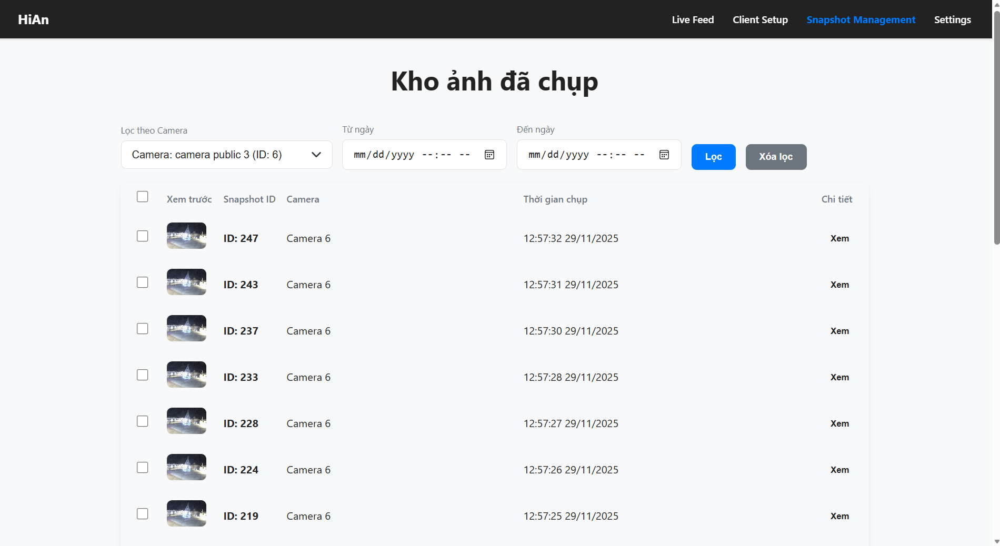 HiAn Live Feed Client Setup Snapshot Management Settings
Kho ảnh đã chụp
Lọc theo Camera Từ ngày Đến ngày
Camera: camera public 3 (ID: 6) mm/dd/yyyy --:-- -- mm/dd/yyyy --:-- -- Lọc Xóa lọc
Xem trước Snapshot ID Camera Thời gian chụp Chi tiết
ID: 247 Camera 6 12:57:32 29/11/2025 Xem
ID: 243 Camera 6 12:57:31 29/11/2025 Xem
ID: 237 Camera 6 12:57:30 29/11/2025 Xem
ID: 233 Camera 6 12:57:28 29/11/2025 Xem
ID: 228 Camera 6 12:57:27 29/11/2025 Xem
ID: 224 Camera 6 12:57:26 29/11/2025 Xem
ID: 219 Camera 6 12:57:25 29/11/2025 Xem